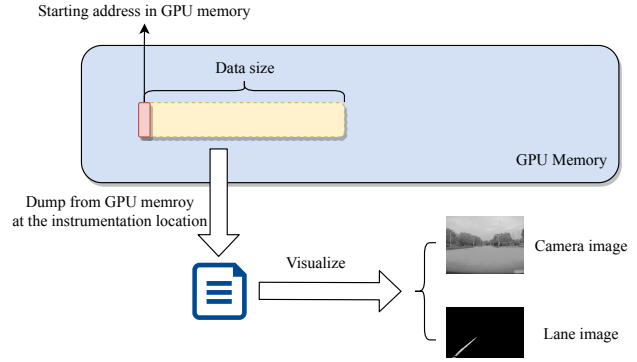 Starting address in GPU memory
Data size
GPU Memory
Dump from GPU memroy
at the instrumentation location
Visualize
Camera image
Lane image